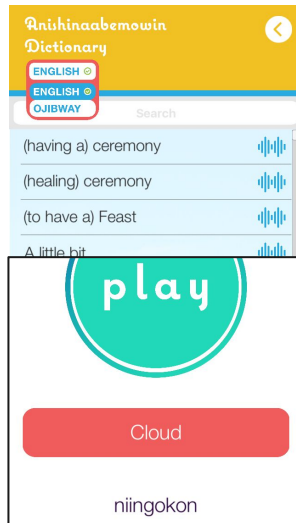 Anishinaabemowin
Dictionary
ENGLISH
ENGLISH
OJIBWAY
Search
(having a) ceremony
(healing) ceremony
(to have a) Feast
A little bit
play
Cloud
niingokon